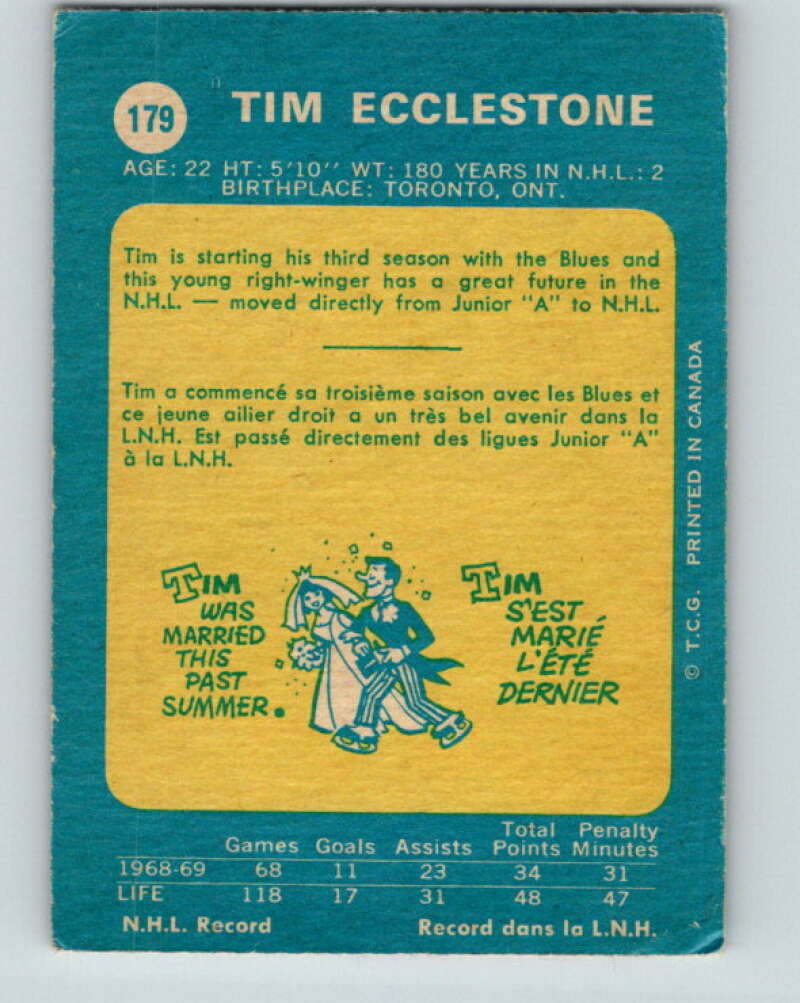 179 TIM ECCLESTONE
AGE: 22 HT: 5'10'' WT: 180 YEARS IN N.H.L.: 2
BIRTHPLACE: TORONTO, ONT.
Tim is starting his third season with the Blues and
this young right-winger has a great future in the
N.H.L. — moved directly from Junior "A" to N.H.L.
Tim a commencé sa troisième saison avec les Blues et
ce jeune ailier droit a un très bel avenir dans la
L.N.H. Est passé directement des ligues Junior "A"
à la L.N.H.
TIM
WAS
MARRIED
THIS
PAST
SUMMER.
TIM
S'EST
MARIÉ
L'ÉTÉ
DERNIER
© T.C.G. PRINTED IN CANADA
Total Penalty
Games Goals Assists Points Minutes
1968-69 68 11 23 34 31
LIFE 118 17 31 48 47
N.H.L. Record Record dans la L.N.H.